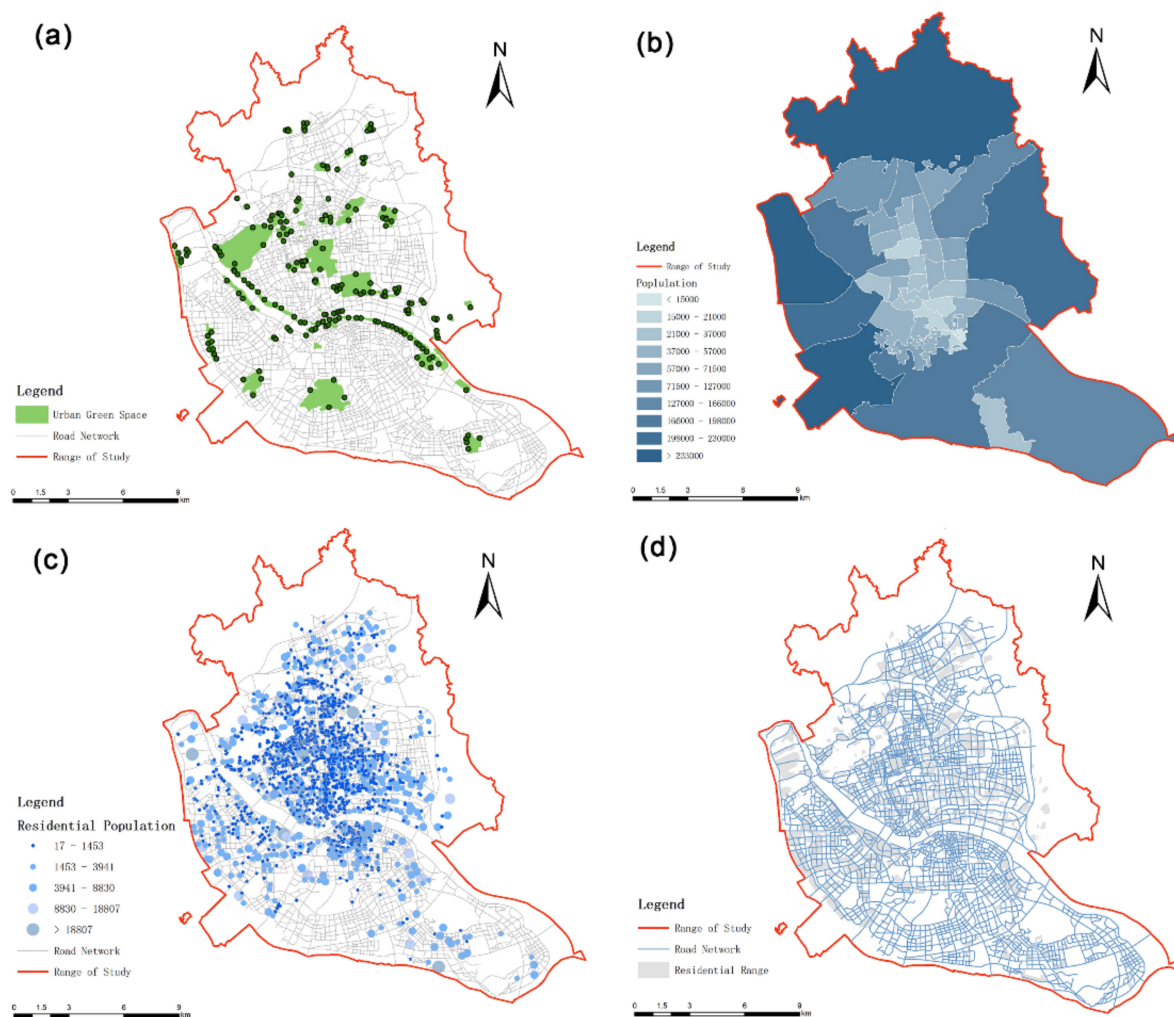 (a)
N
Legend
Urban Green Space
Road Network
Range of Study
0 1.5 3 6 9
km
(b)
N
Legend
Range of Study
Poplulation
< 15000
15000 - 21000
21000 - 37000
37000 - 57000
57000 - 71500
71500 - 127000
127000 - 166000
166000 - 198000
199000 - 230000
> 233000
0 1.5 3 6 9
km
(c)
N
Legend
Residential Population
17 - 1453
1453 - 3941
3941 - 8830
8830 - 18807
> 18807
Road Network
Range of Study
0 1.5 3 6 9
km
(d)
N
Legend
Range of Study
Road Network
Residential Range
0 1.5 3 6 9
km